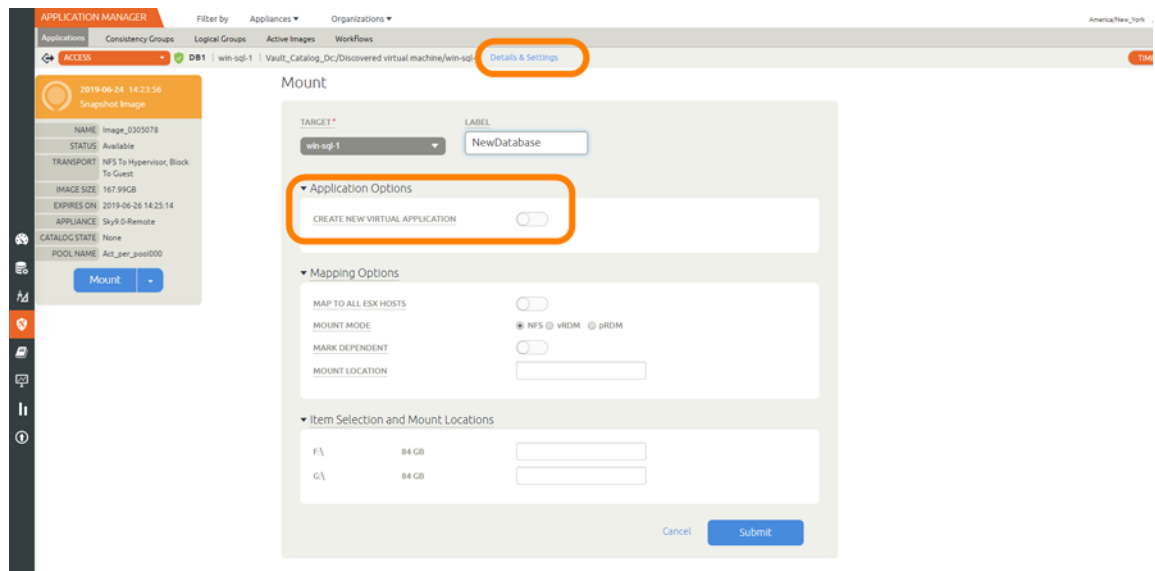 APPLICATION MANAGER Filter by Appliances Organizations America/New_York
Applications Consistency Groups Logical Groups Active Images Workflows
ACCESS DB1 win-sql-1 Vault_Catalog_Dc:/Discovered virtual machine/win-sql- Details & Settings
2019-06-24 14:23:56
Snapshot Image
NAME Image_0305078
STATUS Available
TRANSPORT NFS To Hypervisor, Block
To Guest
IMAGE SIZE 167.99GB
EXPIRES ON 2019-06-26 14:25:14
APPLIANCE Sky9.0-Remote
CATALOG STATE None
POOL NAME Act_per_pool000
Mount
Mount
TARGET* LABEL
win-sql-1 NewDatabase
Application Options
CREATE NEW VIRTUAL APPLICATION
Mapping Options
MAP TO ALL ESX HOSTS
MOUNT MODE NFS vRDM pRDM
MARK DEPENDENT
MOUNT LOCATION
Item Selection and Mount Locations
F:\ 84 GB
G:\ 84 GB
Cancel Submit